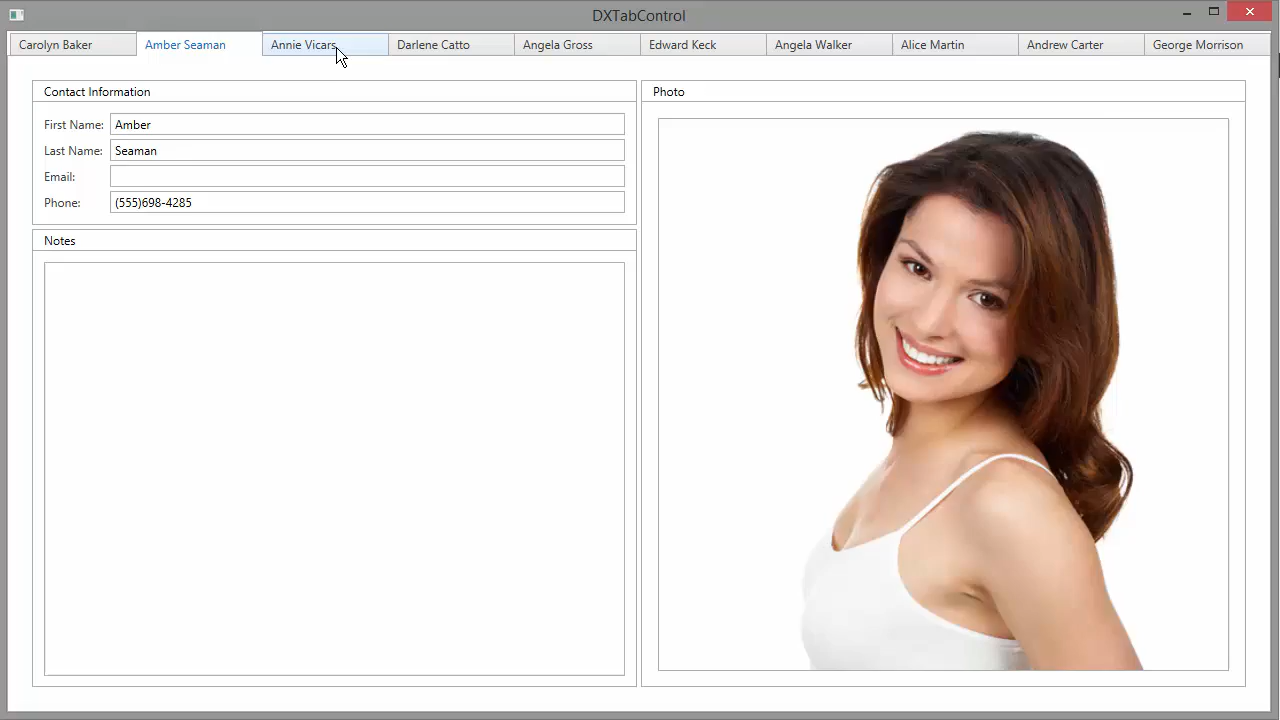 DXTabControl
Carolyn Baker Amber Seaman Annie Vicars Darlene Catto Angela Gross Edward Keck Angela Walker Alice Martin Andrew Carter George Morrison
Contact Information
First Name: Amber
Last Name: Seaman
Email:
Phone: (555)698-4285
Notes
Photo